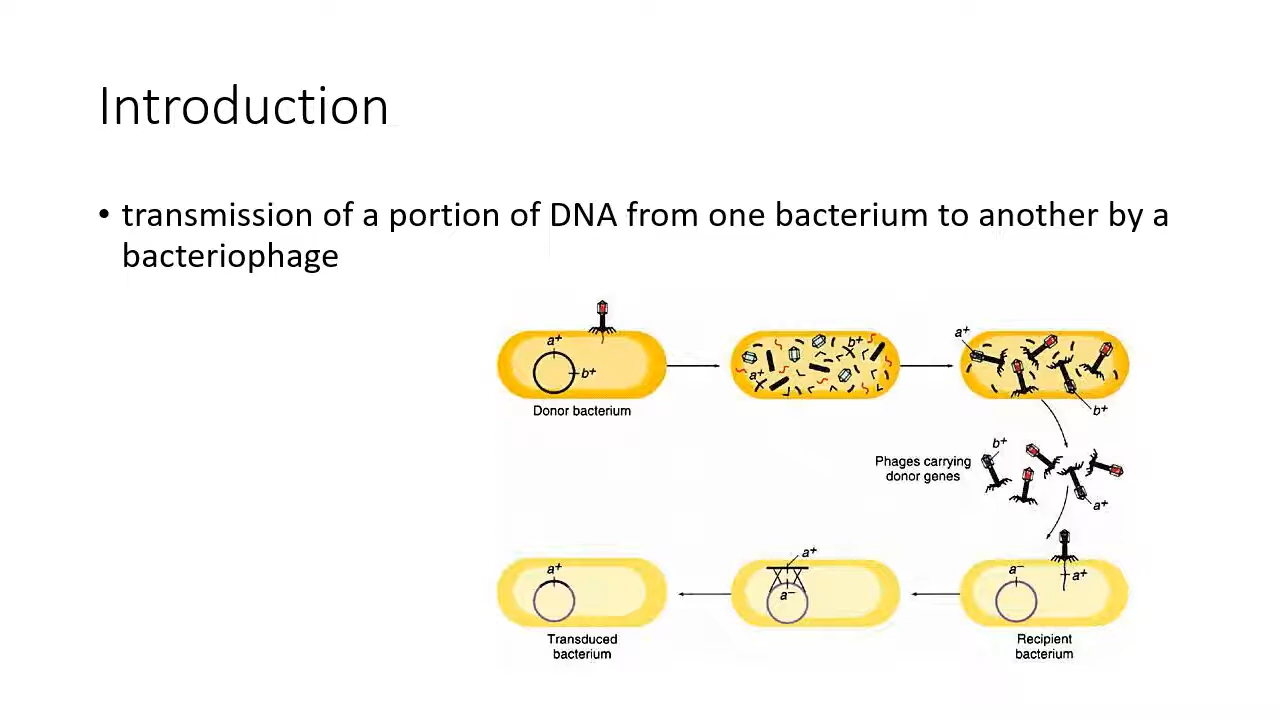 Introduction
• transmission of a portion of DNA from one bacterium to another by a
bacteriophage
a+
b+
Donor bacterium
b+
a+
a+
b+
Phages carrying
donor genes
b+
a+
a+
Transduced
bacterium
a+
a−
a−
a+
Recipient
bacterium